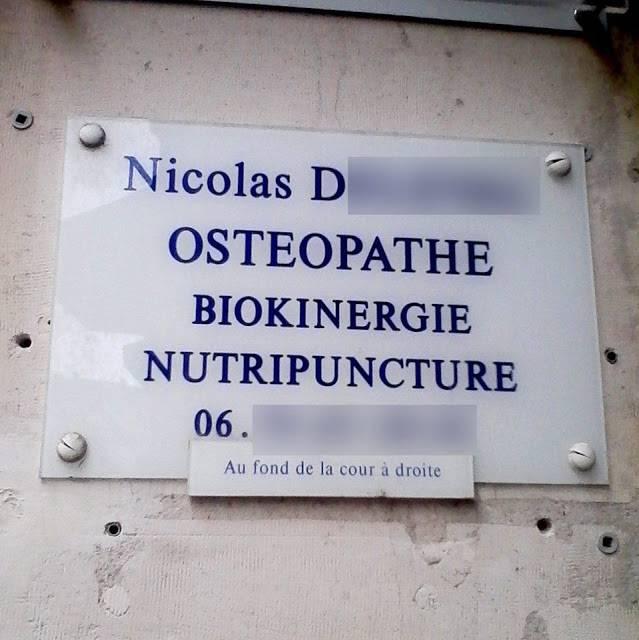 Nicolas D
OSTEOPATHE
BIOKINERGIE
NUTRIPUNCTURE
06.
Au fond de la cour à droite